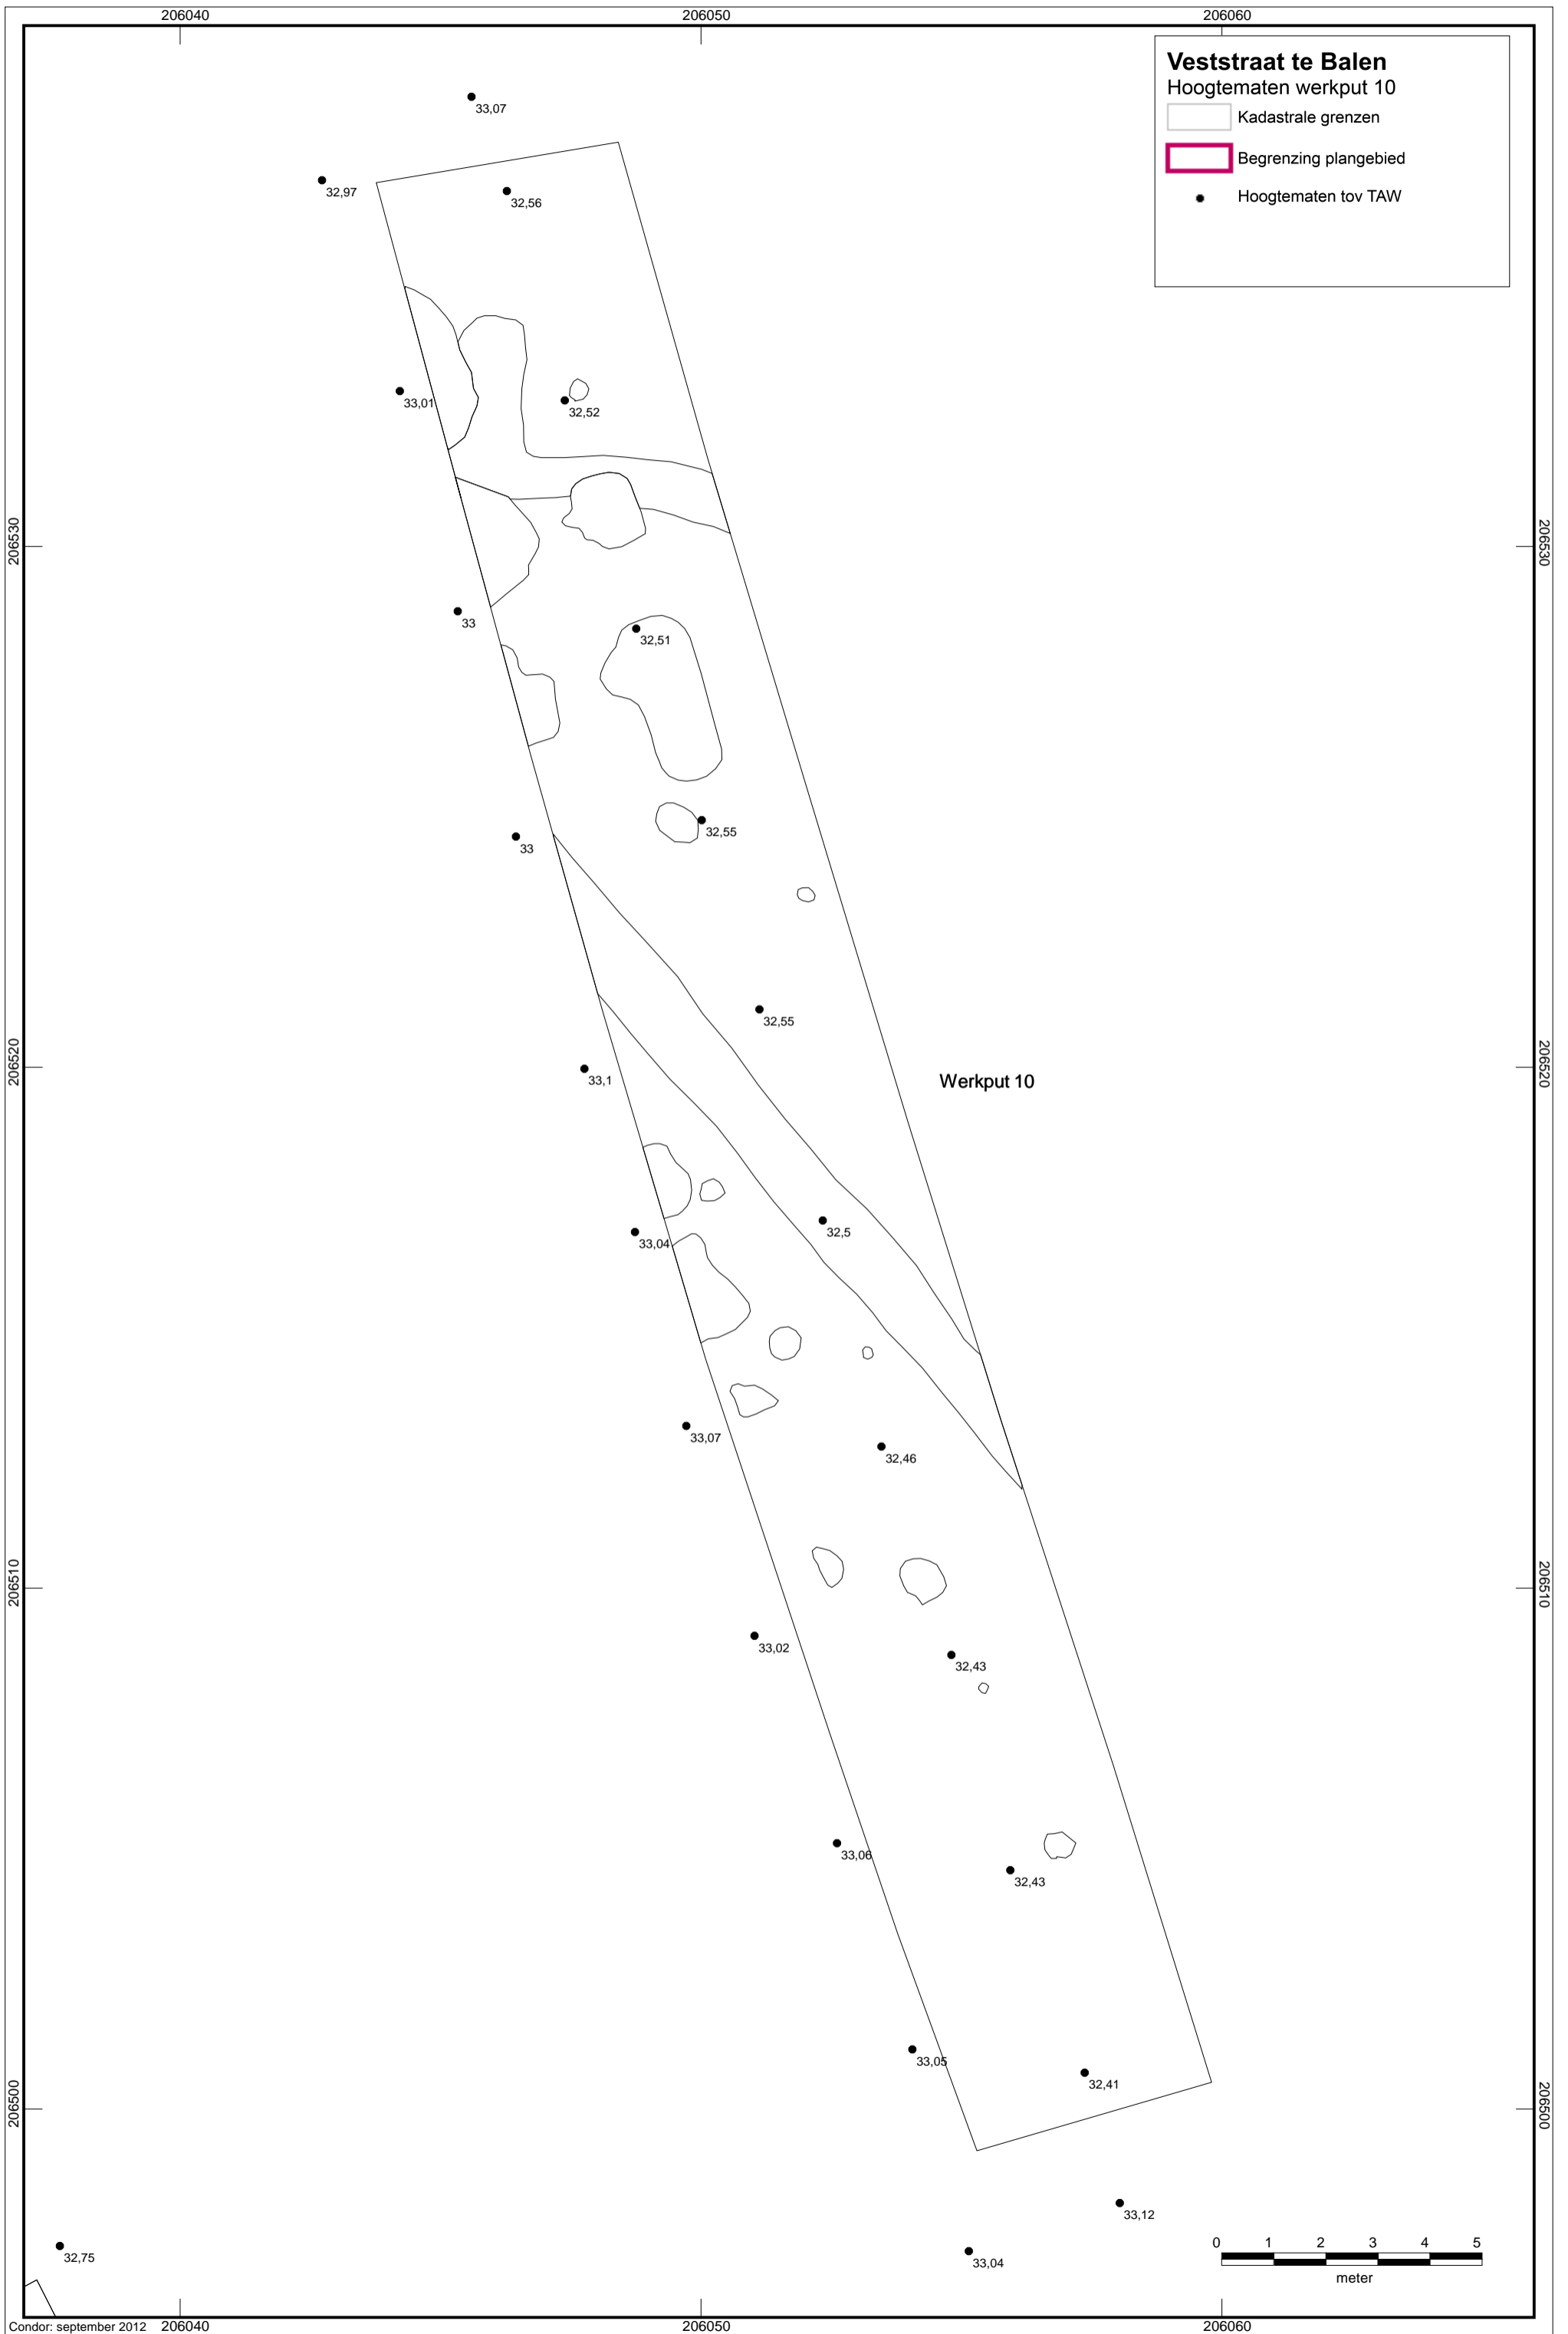 206040 206050 206060
Veststraat te Balen
Hoogtematen werkput 10
Kadastrale grenzen
Begrenzing plangebied
Hoogtematen tov TAW
33,07
32,97
32,56
33,01
32,52
206530 206530
33
32,51
32,55
33
32,55
206520 206520
33,1
Werkput 10
32,5
33,04
33,07
32,46
206510 206510
33,02
32,43
33,06
32,43
33,05
32,41
206500 206500
33,12
32,75
33,04
0 1 2 3 4 5
meter
Condor: september 2012 206040 206050 206060